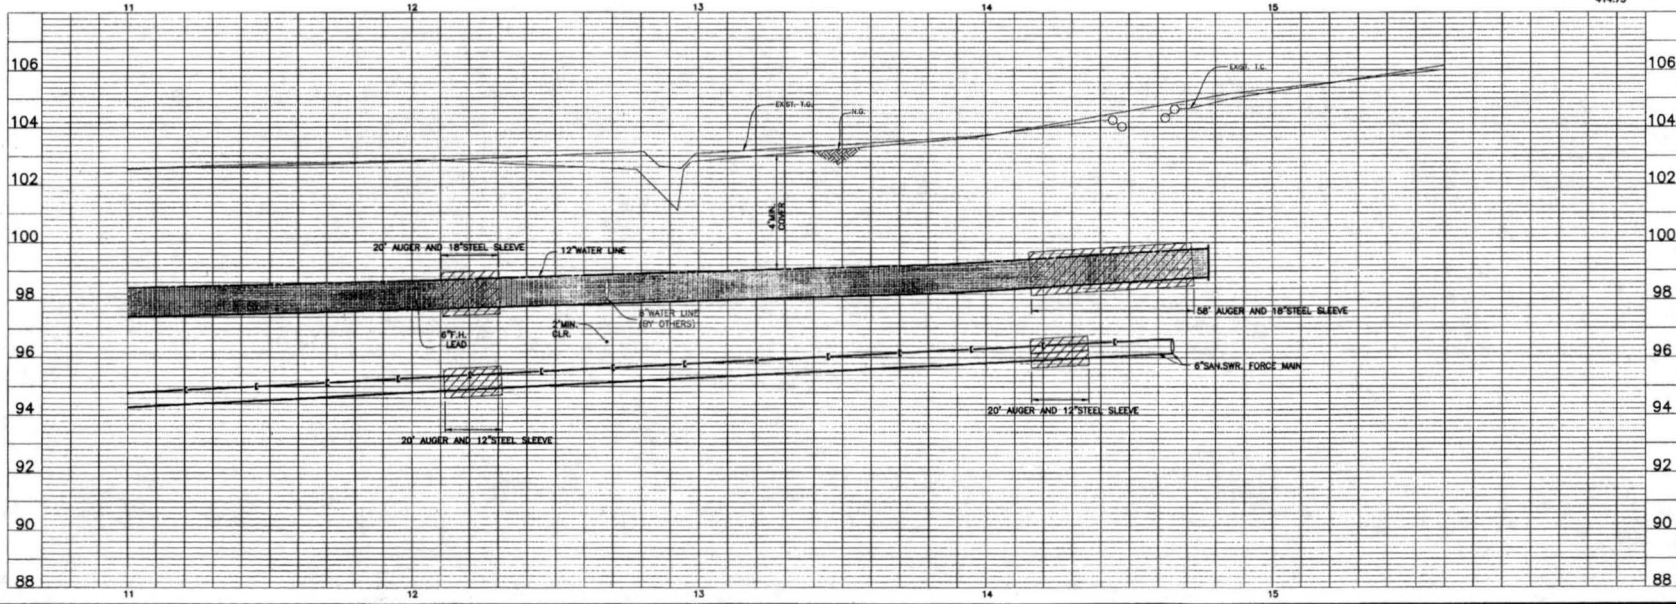 11 12 13 14 15
106 106
EXIST. T.C.
EXIST. T.G.
N.G.
104 104
102 102
4'MIN.
COVER
100 100
20' AUGER AND 18"STEEL SLEEVE
12"WATER LINE
98 98
8"WATER LINE
(BY OTHERS)
58' AUGER AND 18"STEEL SLEEVE
2"MIN.
CLR.
6"F.H.
LEAD
96 96
6"SAN.SWR. FORCE MAIN
94 94
20' AUGER AND 12"STEEL SLEEVE
20' AUGER AND 12"STEEL SLEEVE
92 92
90 90
88 88
11 12 13 14 15